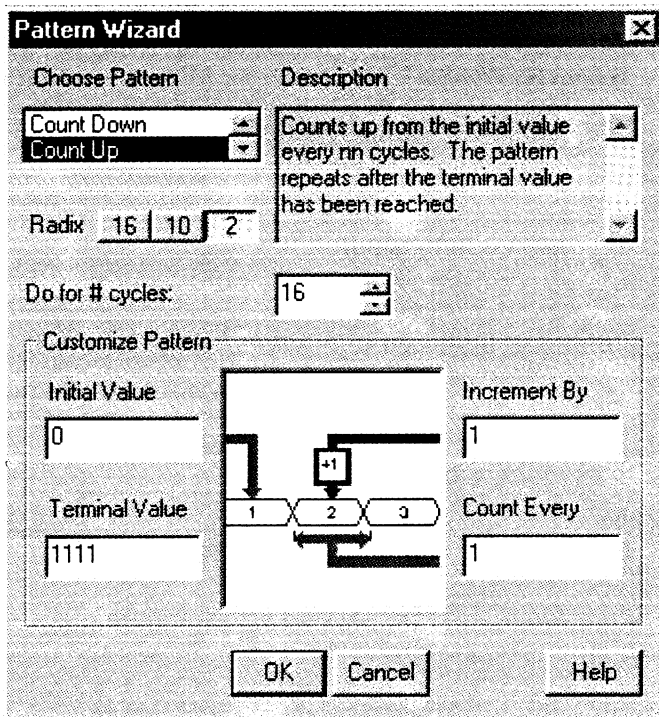 Pattern Wizard
Choose Pattern
Description
Count Down
Count Up
Counts up from the initial value
every nn cycles. The pattern
repeats after the terminal value
has been reached.
Radix 16 10 2
Do for # cycles: 16
Customize Pattern
Initial Value
0
Increment By
1
+1
1 2 3
Terminal Value
1111
Count Every
1
OK Cancel Help